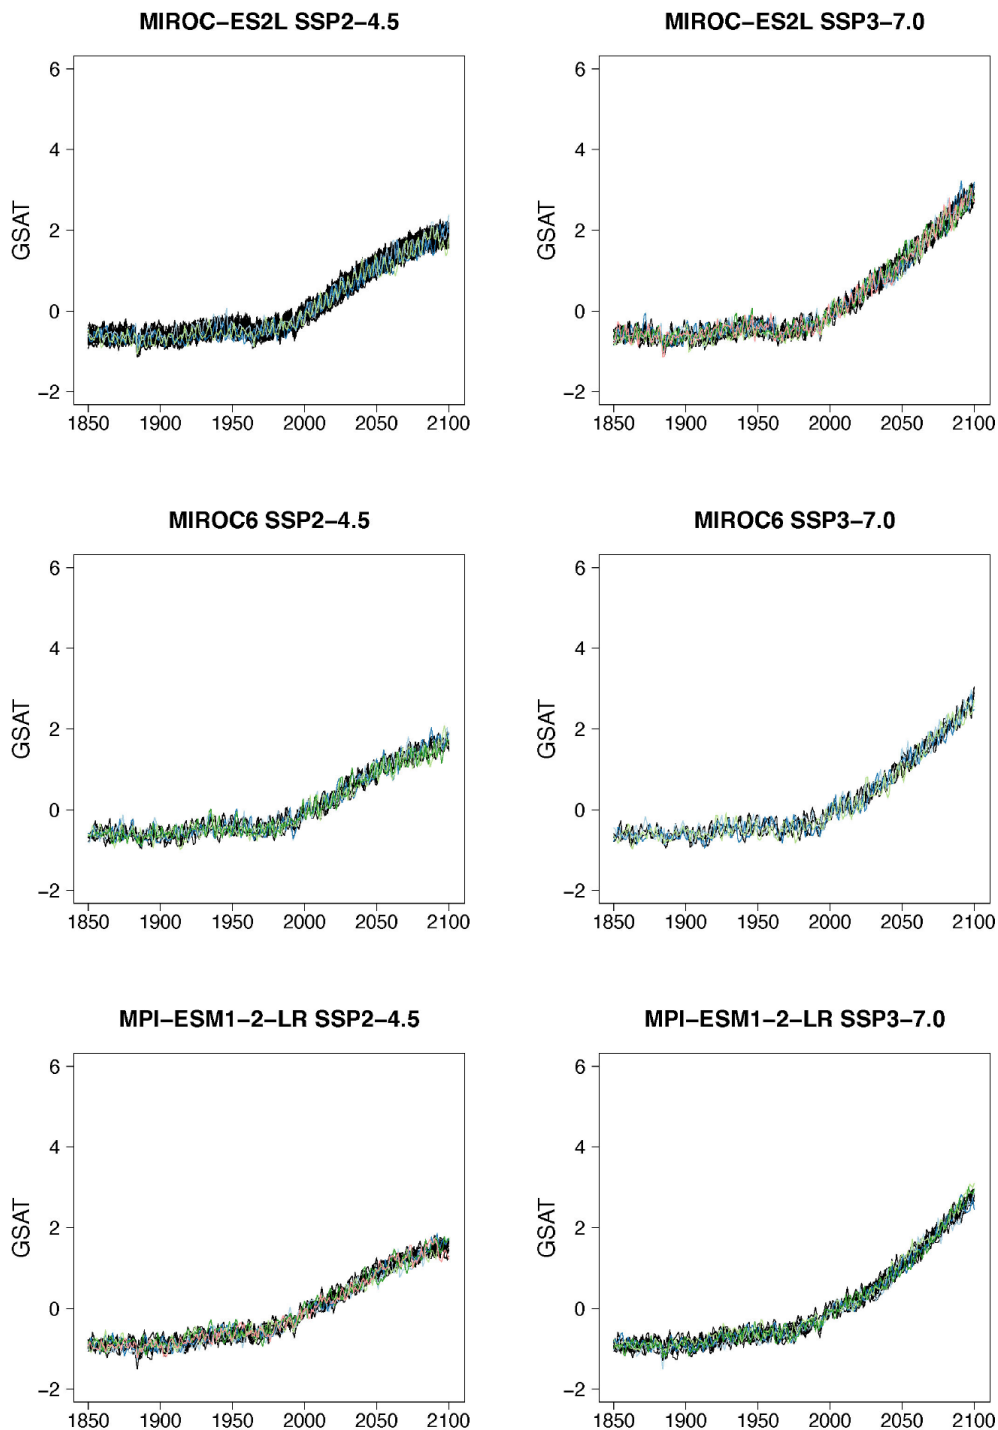 MIROC−ES2L SSP2−4.5
GSAT
6
4
2
0
−2
1850 1900 1950 2000 2050 2100
MIROC−ES2L SSP3−7.0
GSAT
6
4
2
0
−2
1850 1900 1950 2000 2050 2100
MIROC6 SSP2−4.5
GSAT
6
4
2
0
−2
1850 1900 1950 2000 2050 2100
MIROC6 SSP3−7.0
GSAT
6
4
2
0
−2
1850 1900 1950 2000 2050 2100
MPI−ESM1−2−LR SSP2−4.5
GSAT
6
4
2
0
−2
1850 1900 1950 2000 2050 2100
MPI−ESM1−2−LR SSP3−7.0
GSAT
6
4
2
0
−2
1850 1900 1950 2000 2050 2100